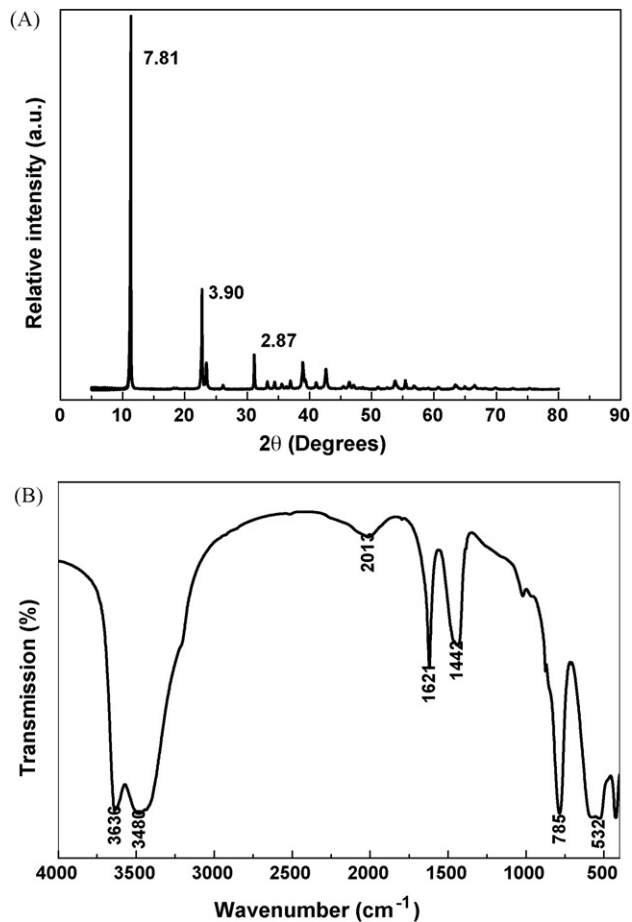 (A)
7.81
3.90
2.87
Relative intensity (a.u.)
0 10 20 30 40 50 60 70 80 90
2θ (Degrees)
(B)
2013
1621
1442
3636
3480
785
532
Transmission (%)
4000 3500 3000 2500 2000 1500 1000 500
Wavenumber (cm⁻¹)